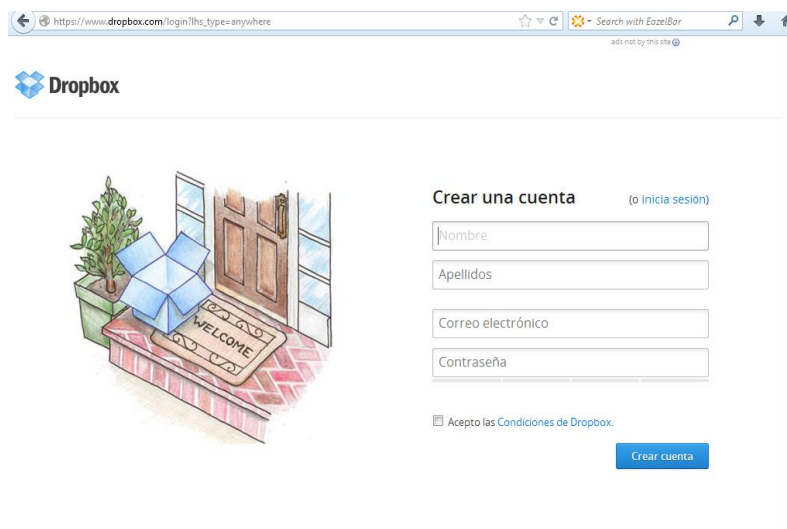 https://www.dropbox.com/login?lhs_type=anywhere
Search with EazelBar
ads not by this site
Dropbox
Crear una cuenta (o inicia sesión)
Nombre
Apellidos
Correo electrónico
Contraseña
WELCOME
Acepto las Condiciones de Dropbox.
Crear cuenta